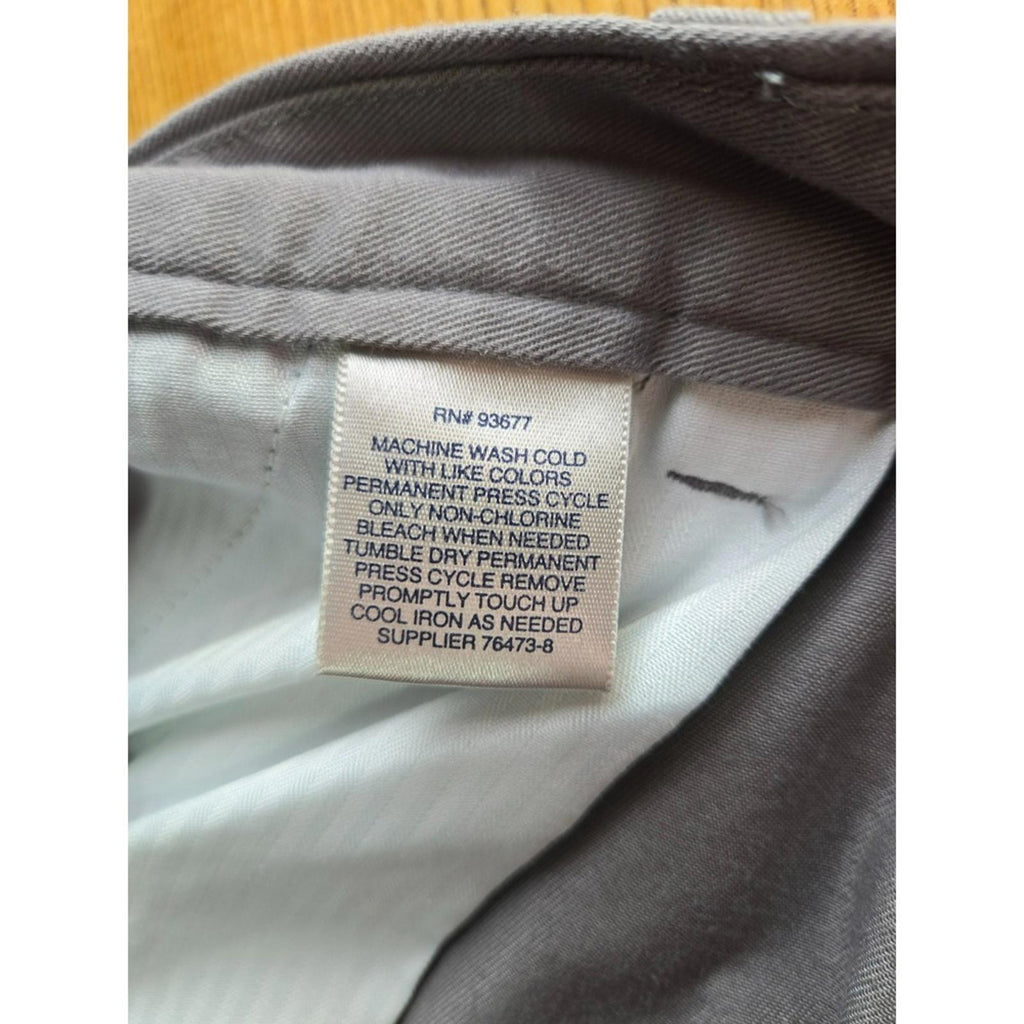 RN# 93677
MACHINE WASH COLD
WITH LIKE COLORS
PERMANENT PRESS CYCLE
ONLY NON-CHLORINE
BLEACH WHEN NEEDED
TUMBLE DRY PERMANENT
PRESS CYCLE REMOVE
PROMPTLY TOUCH UP
COOL IRON AS NEEDED
SUPPLIER 76473-8